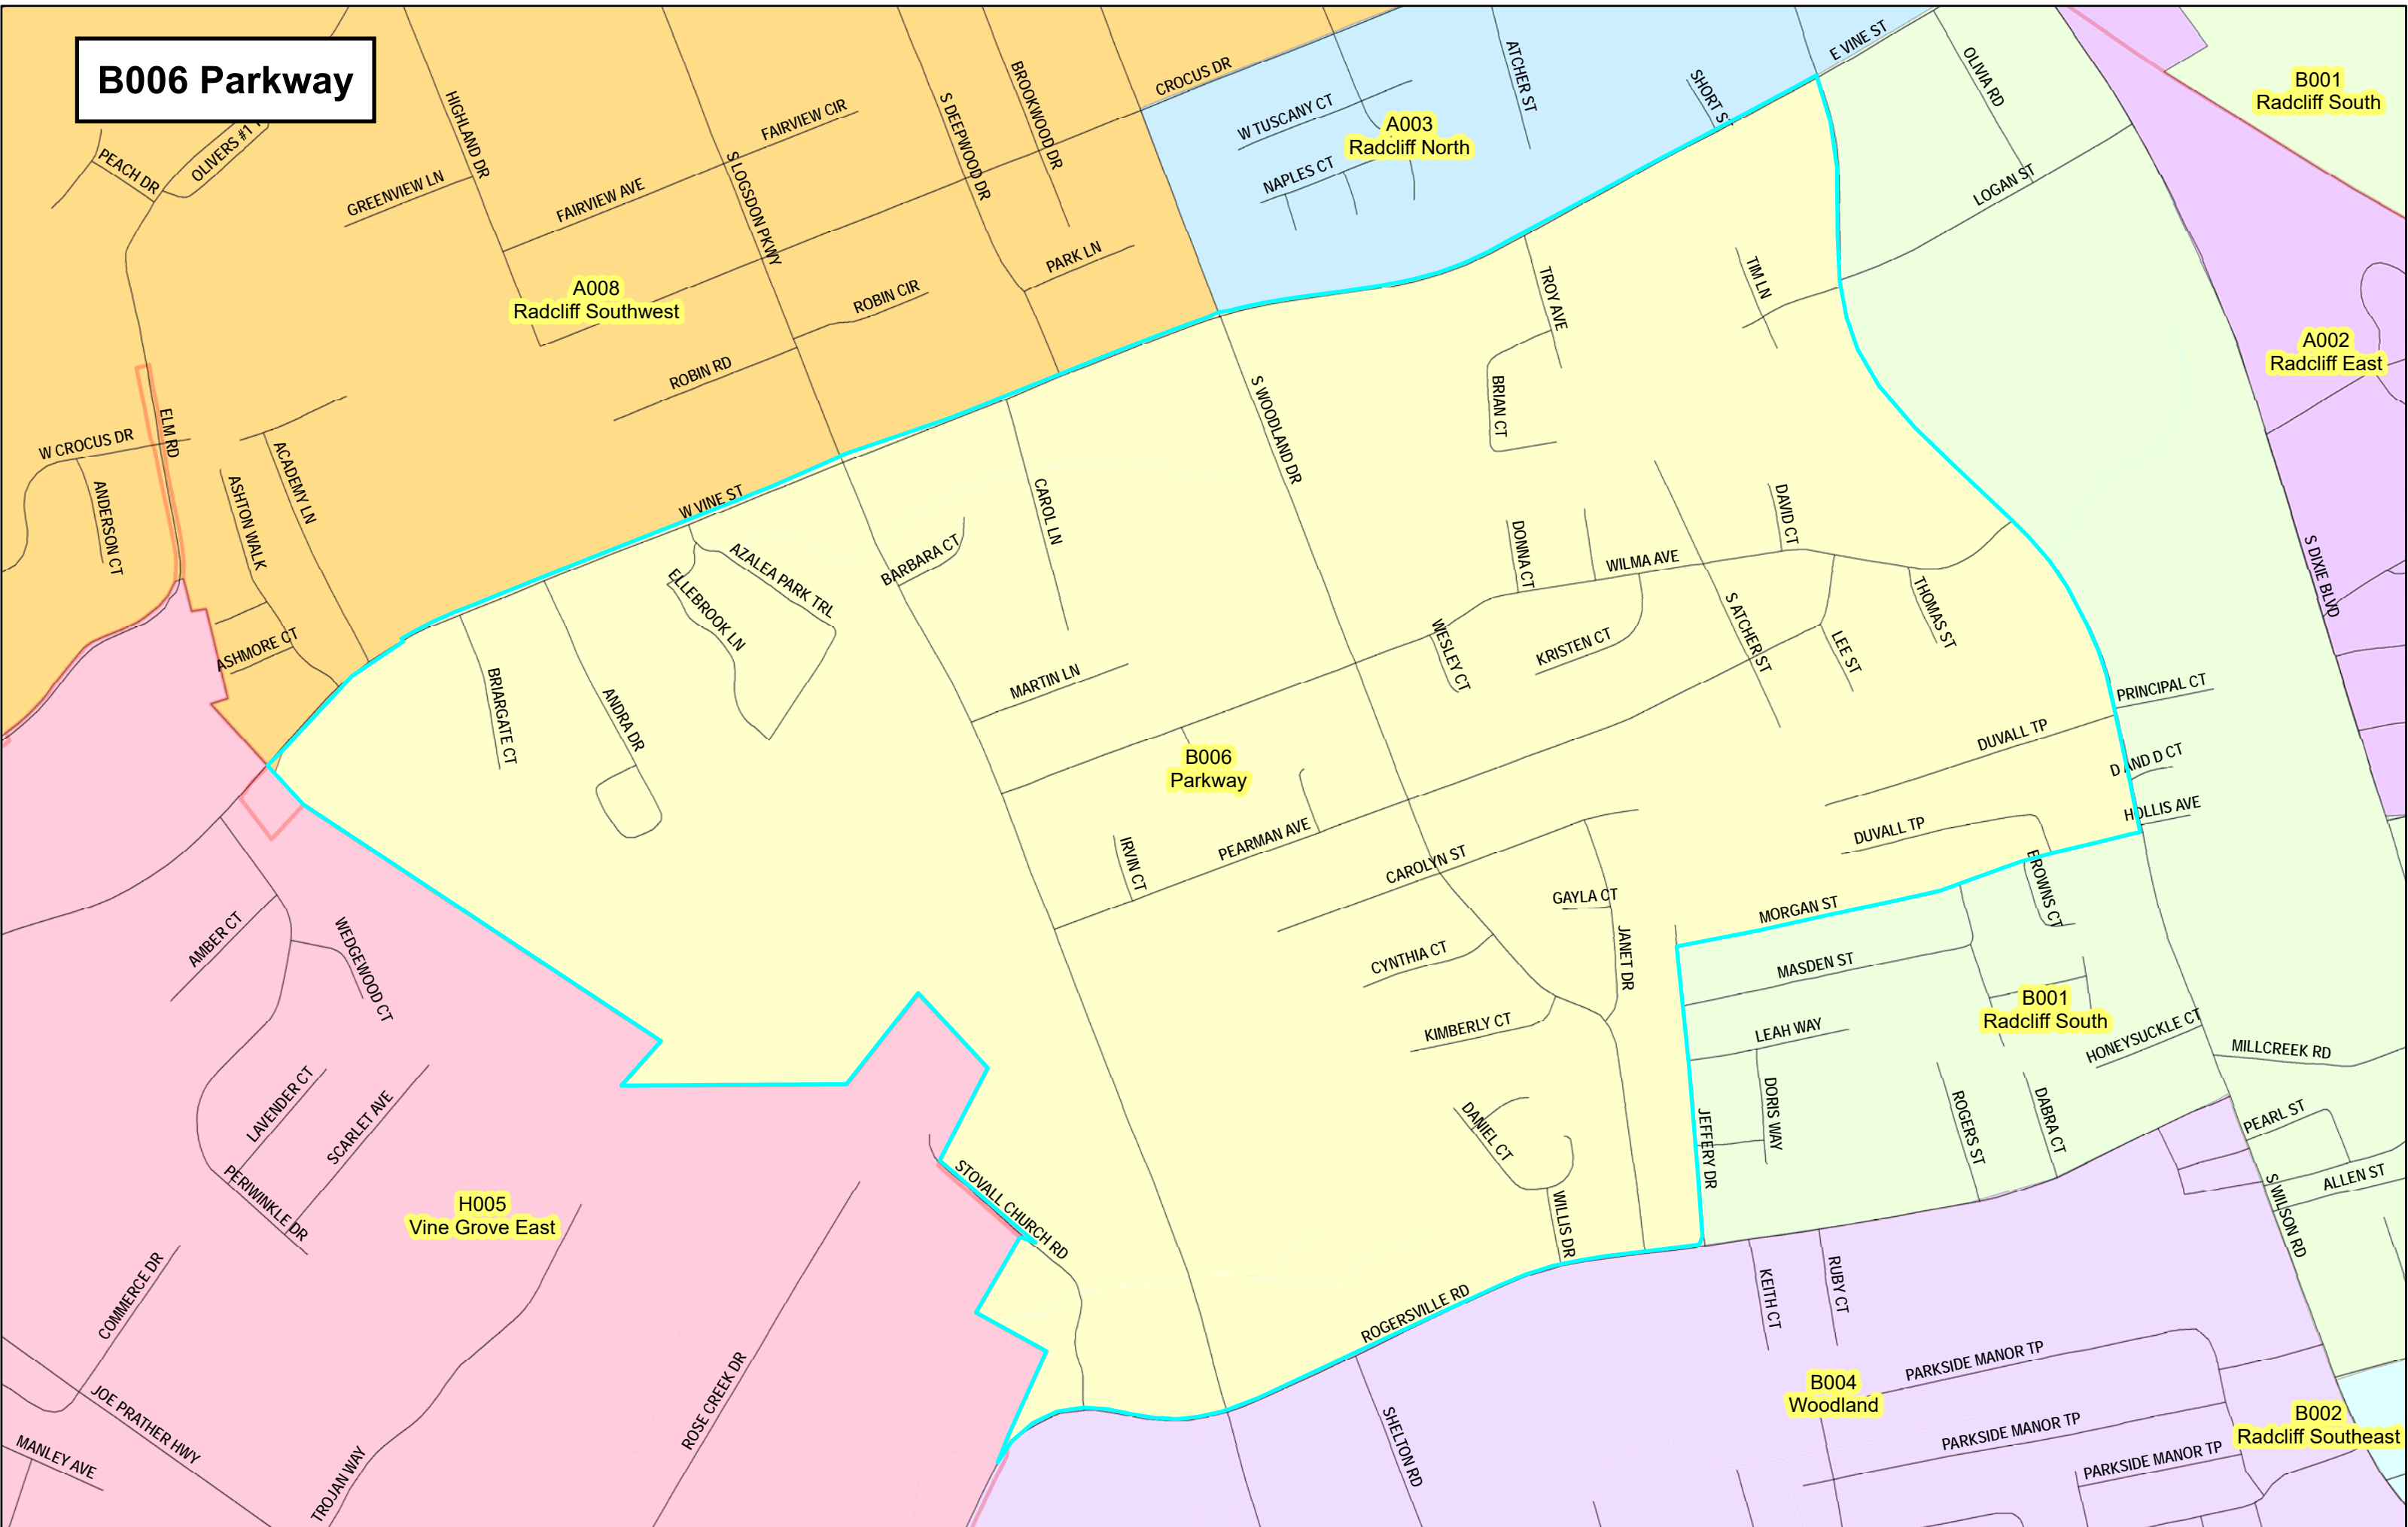 B006 Parkway
E VINE ST
ATCHER ST
SHORT S
OLIVIA RD
B001
Radcliff South
CROCUS DR
BROOKWOOD DR
S DEEPWOOD DR
HIGHLAND DR
FAIRVIEW CIR
W TUSCANY CT
A003
Radcliff North
NAPLES CT
OLIVERS #1
PEACH DR
GREENVIEW LN
FAIRVIEW AVE
S LOGSDON PKWY
LOGAN ST
PARK LN
TIM LN
TROY AVE
A008
Radcliff Southwest
ROBIN CIR
ROBIN RD
A002
Radcliff East
BRIAN CT
S WOODLAND DR
ELM RD
W CROCUS DR
ACADEMY LN
ASHTON WALK
ANDERSON CT
W VINE ST
CAROL LN
DAVID CT
DONNA CT
WILMA AVE
BARBARA CT
AZALEA PARK TRL
ELLEBROOK LN
S DIXIE BLVD
THOMAS ST
S ATCHER ST
LEE ST
WESLEY CT
KRISTEN CT
ASHMORE CT
MARTIN LN
BRIARGATE CT
ANDRA DR
PRINCIPAL CT
DUVALL TP
D AND D CT
B006
Parkway
HOLLIS AVE
DUVALL TP
PEARMAN AVE
IRVIN CT
CAROLYN ST
BROWNS CT
GAYLA CT
MORGAN ST
AMBER CT
WEDGEWOOD CT
JANET DR
CYNTHIA CT
MASDEN ST
B001
Radcliff South
KIMBERLY CT
LEAH WAY
HONEYSUCKLE CT
MILLCREEK RD
LAVENDER CT
SCARLET AVE
DANIEL CT
DORIS WAY
JEFFERY DR
ROGERS ST
DABRA CT
PEARL ST
ALLEN ST
PERIWINKLE DR
H005
Vine Grove East
STOVALL CHURCH RD
WILLIS DR
S WILSON RD
COMMERCE DR
ROGERSVILLE RD
KEITH CT
RUBY CT
JOE PRATHER HWY
ROSE CREEK DR
PARKSIDE MANOR TP
B004
Woodland
SHELTON RD
PARKSIDE MANOR TP
B002
Radcliff Southeast
MANLEY AVE
TROJAN WAY
PARKSIDE MANOR TP